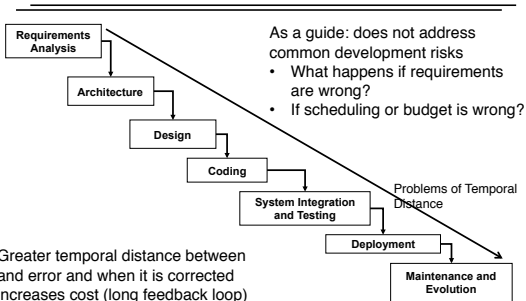 Requirements
Analysis
As a guide: does not address
common development risks
• What happens if requirements
are wrong?
• If scheduling or budget is wrong?
Architecture
Design
Coding
Problems of Temporal
Distance
System Integration
and Testing
Deployment
Greater temporal distance between
and error and when it is corrected
increases cost (long feedback loop)
Maintenance and
Evolution